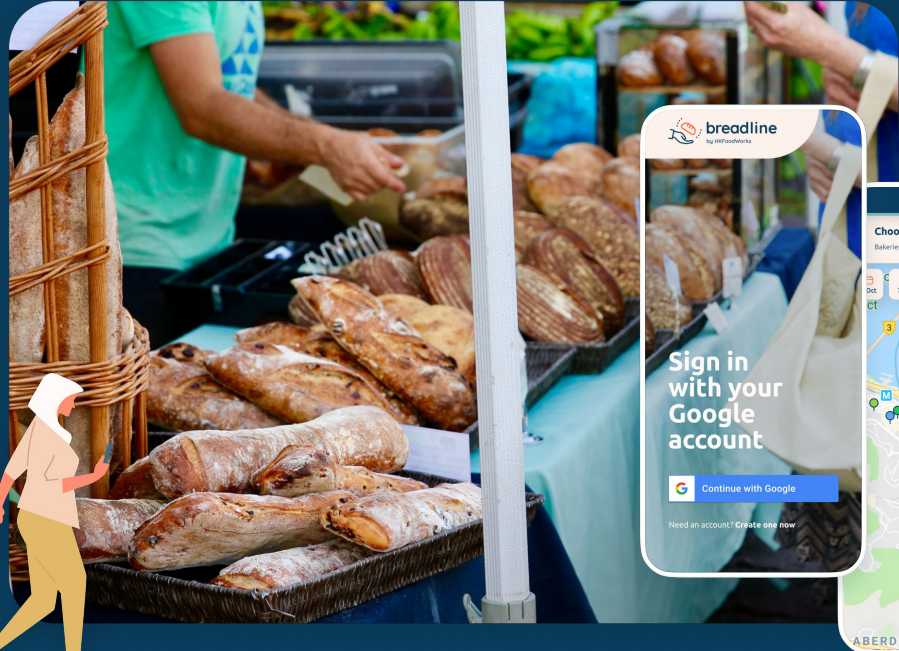 breadline
by HKFoodWorks
Sign in
with your
Google
account
G
Continue with Google
Need an account? Create one now
Choo
Bakerie
Oct
ct
3
M
ABERD